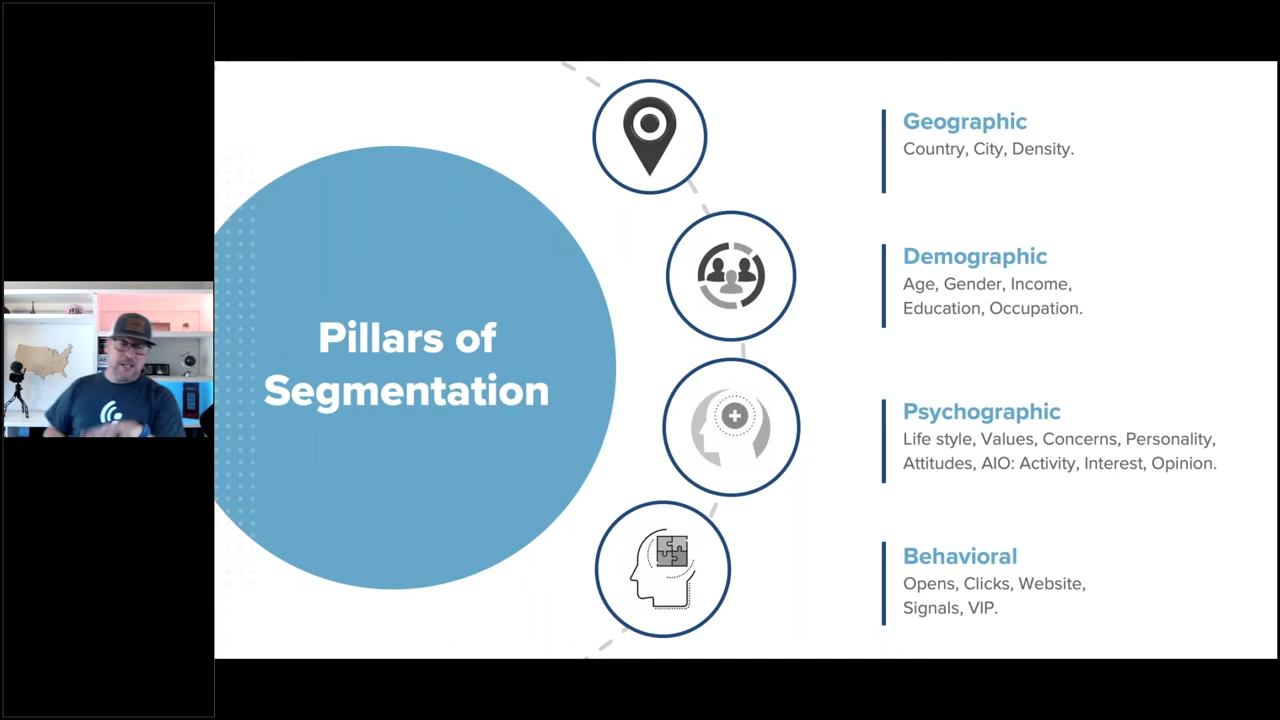 Pillars of
Segmentation
Geographic
Country, City, Density.
Demographic
Age, Gender, Income,
Education, Occupation.
Psychographic
Life style, Values, Concerns, Personality,
Attitudes, AIO: Activity, Interest, Opinion.
Behavioral
Opens, Clicks, Website,
Signals, VIP.